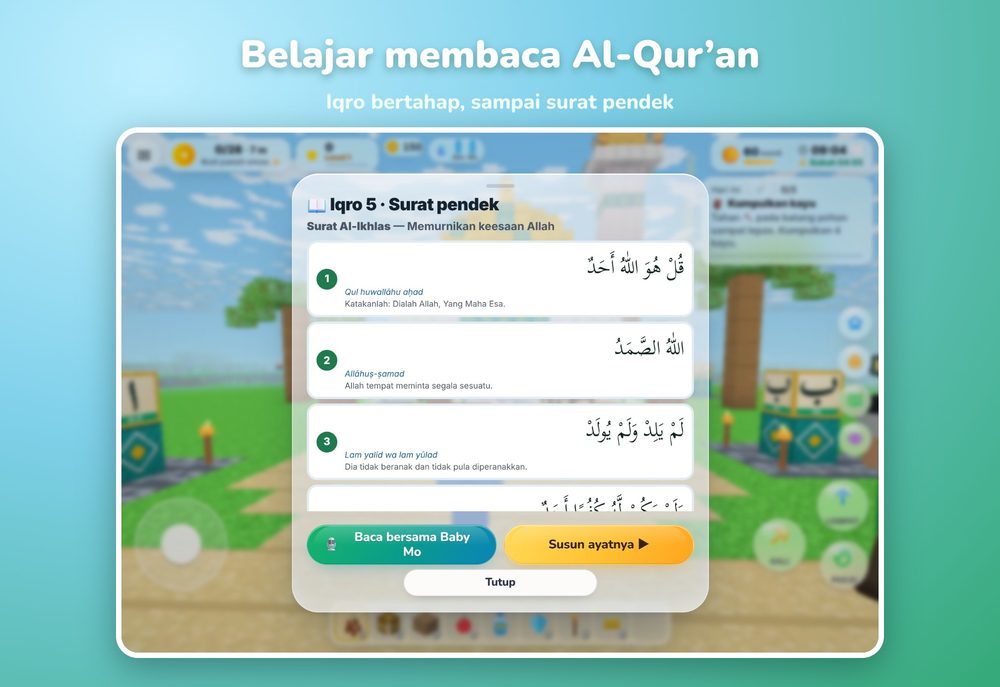 Belajar membaca Al-Qur’an
Iqro bertahap, sampai surat pendek
Iqro 5 · Surat pendek
Surat Al-Ikhlas — Memurnikan keesaan Allah
1
قُلْ هُوَ اللّٰهُ أَحَدٌ
Qul huwallāhu aḥad
Katakanlah: Dialah Allah, Yang Maha Esa.
2
اللّٰهُ الصَّمَدُ
Allāhuṣ-ṣamad
Allah tempat meminta segala sesuatu.
3
لَمْ يَلِدْ وَلَمْ يُولَدْ
Lam yalid wa lam yūlad
Dia tidak beranak dan tidak pula diperanakkan.
Baca bersama Baby
Mo
Susun ayatnya ▶
Tutup
Kumpulkan kayu
ب
ب